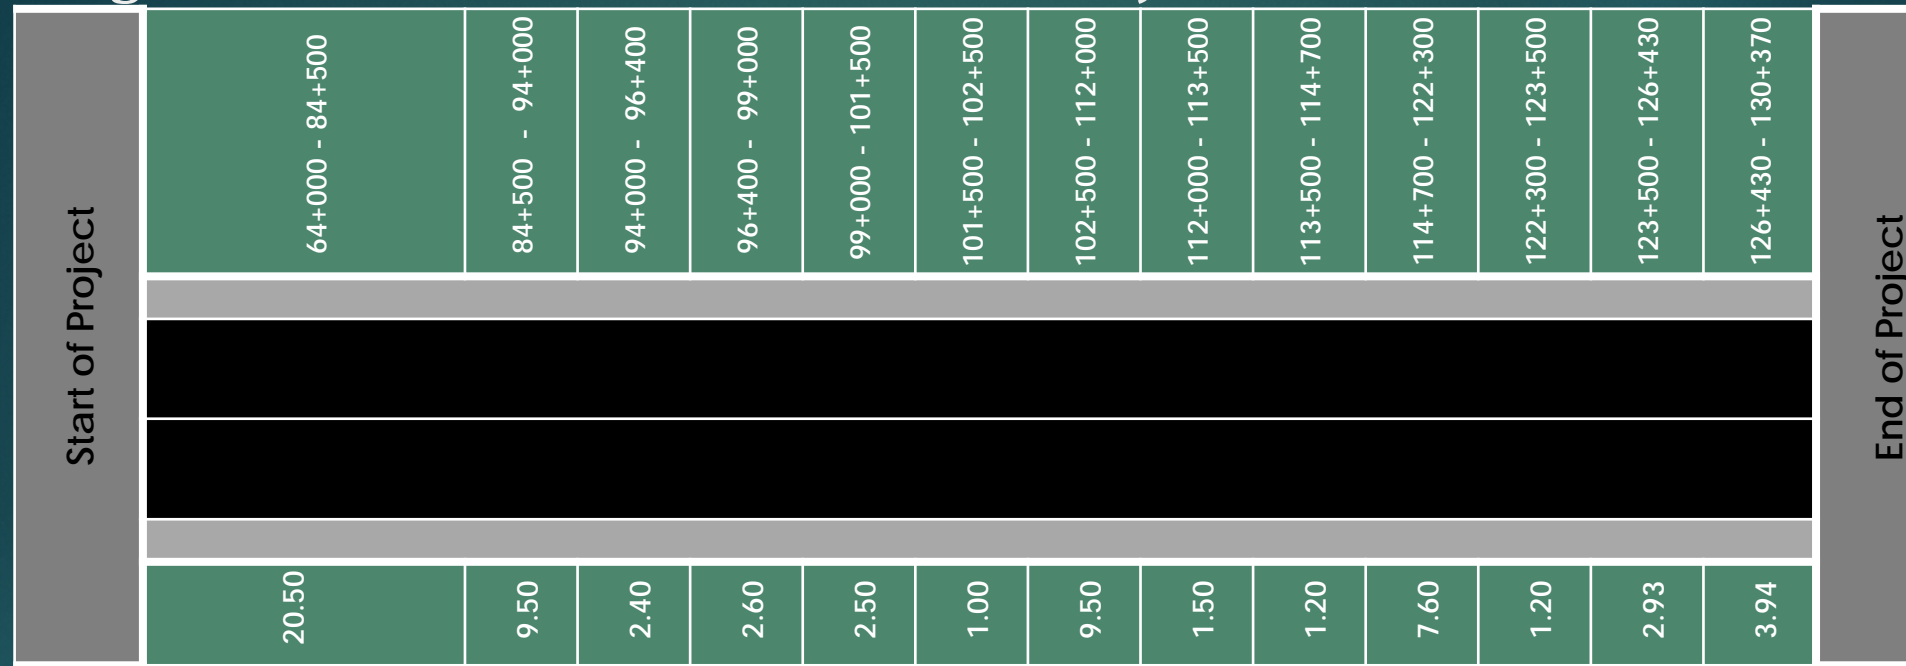 Start of Project
64+000 - 84+500
84+500 - 94+000
94+000 - 96+400
96+400 - 99+000
99+000 - 101+500
101+500 - 102+500
102+500 - 112+000
112+000 - 113+500
113+500 - 114+700
114+700 - 122+300
122+300 - 123+500
123+500 - 126+430
126+430 - 130+370
End of Project
20.50
9.50
2.40
2.60
2.50
1.00
9.50
1.50
1.20
7.60
1.20
2.93
3.94